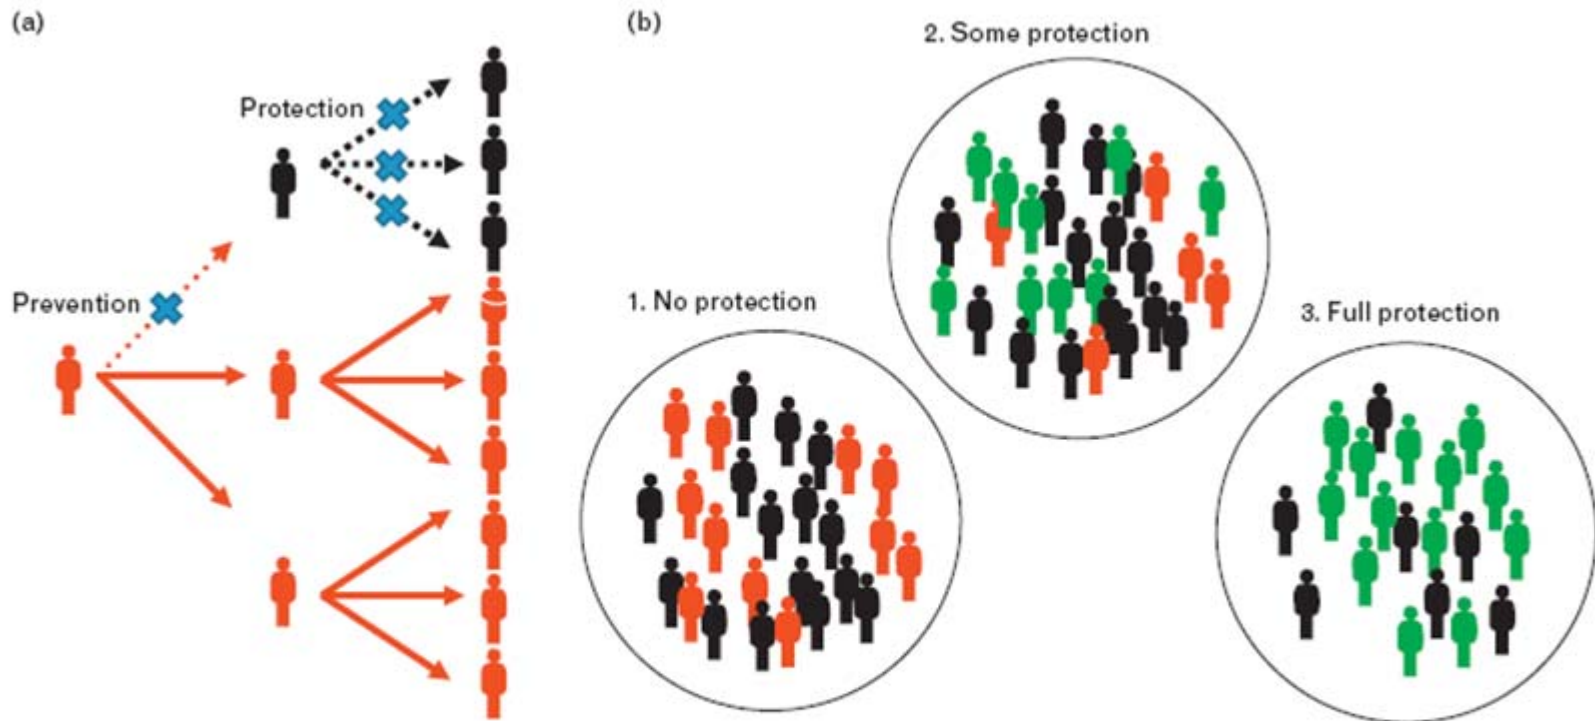 (a)
Protection
Prevention
(b)
1. No protection
2. Some protection
3. Full protection